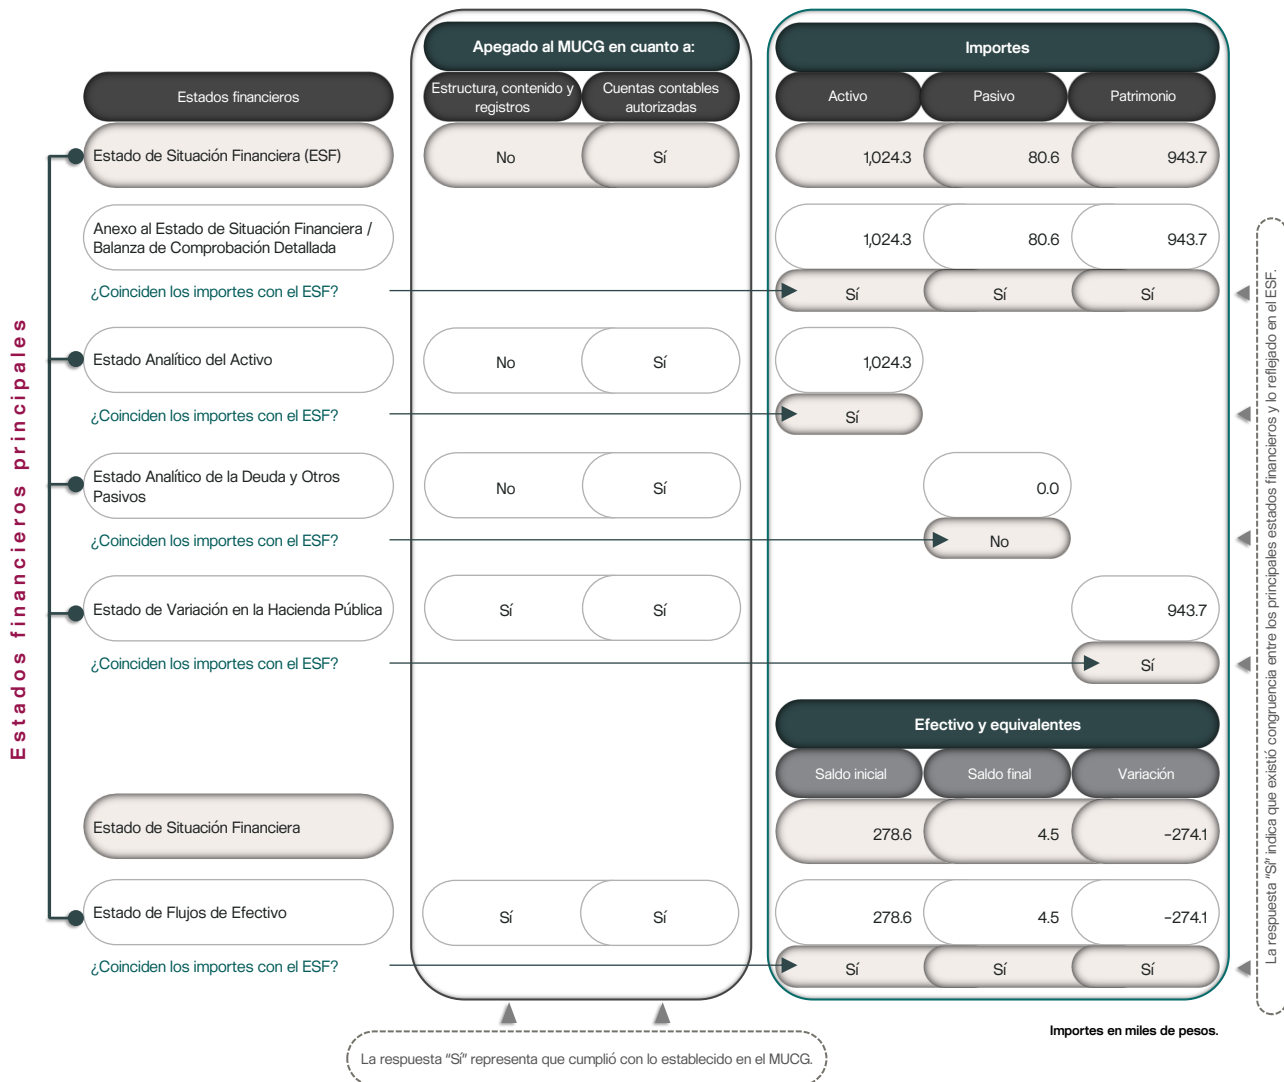 Apegado al MUCG en cuanto a:
Importes
Estados financieros
Estructura, contenido y
registros
Cuentas contables
autorizadas
Activo
Pasivo
Patrimonio
Estados financieros principales
Estado de Situación Financiera (ESF)
No
Sí
1,024.3
80.6
943.7
Anexo al Estado de Situación Financiera /
Balanza de Comprobación Detallada
1,024.3
80.6
943.7
¿Coinciden los importes con el ESF?
Sí
Sí
Sí
Estado Analítico del Activo
No
Sí
1,024.3
¿Coinciden los importes con el ESF?
Sí
Estado Analítico de la Deuda y Otros
Pasivos
No
Sí
0.0
¿Coinciden los importes con el ESF?
No
Estado de Variación en la Hacienda Pública
Sí
Sí
943.7
¿Coinciden los importes con el ESF?
Sí
Efectivo y equivalentes
Saldo inicial
Saldo final
Variación
Estado de Situación Financiera
278.6
4.5
-274.1
Estado de Flujos de Efectivo
Sí
Sí
278.6
4.5
-274.1
¿Coinciden los importes con el ESF?
Sí
Sí
Sí
La respuesta "Sí" indica que existió congruencia entre los principales estados financieros y lo reflejado en el ESF.
Importes en miles de pesos.
La respuesta "Sí" representa que cumplió con lo establecido en el MUCG.